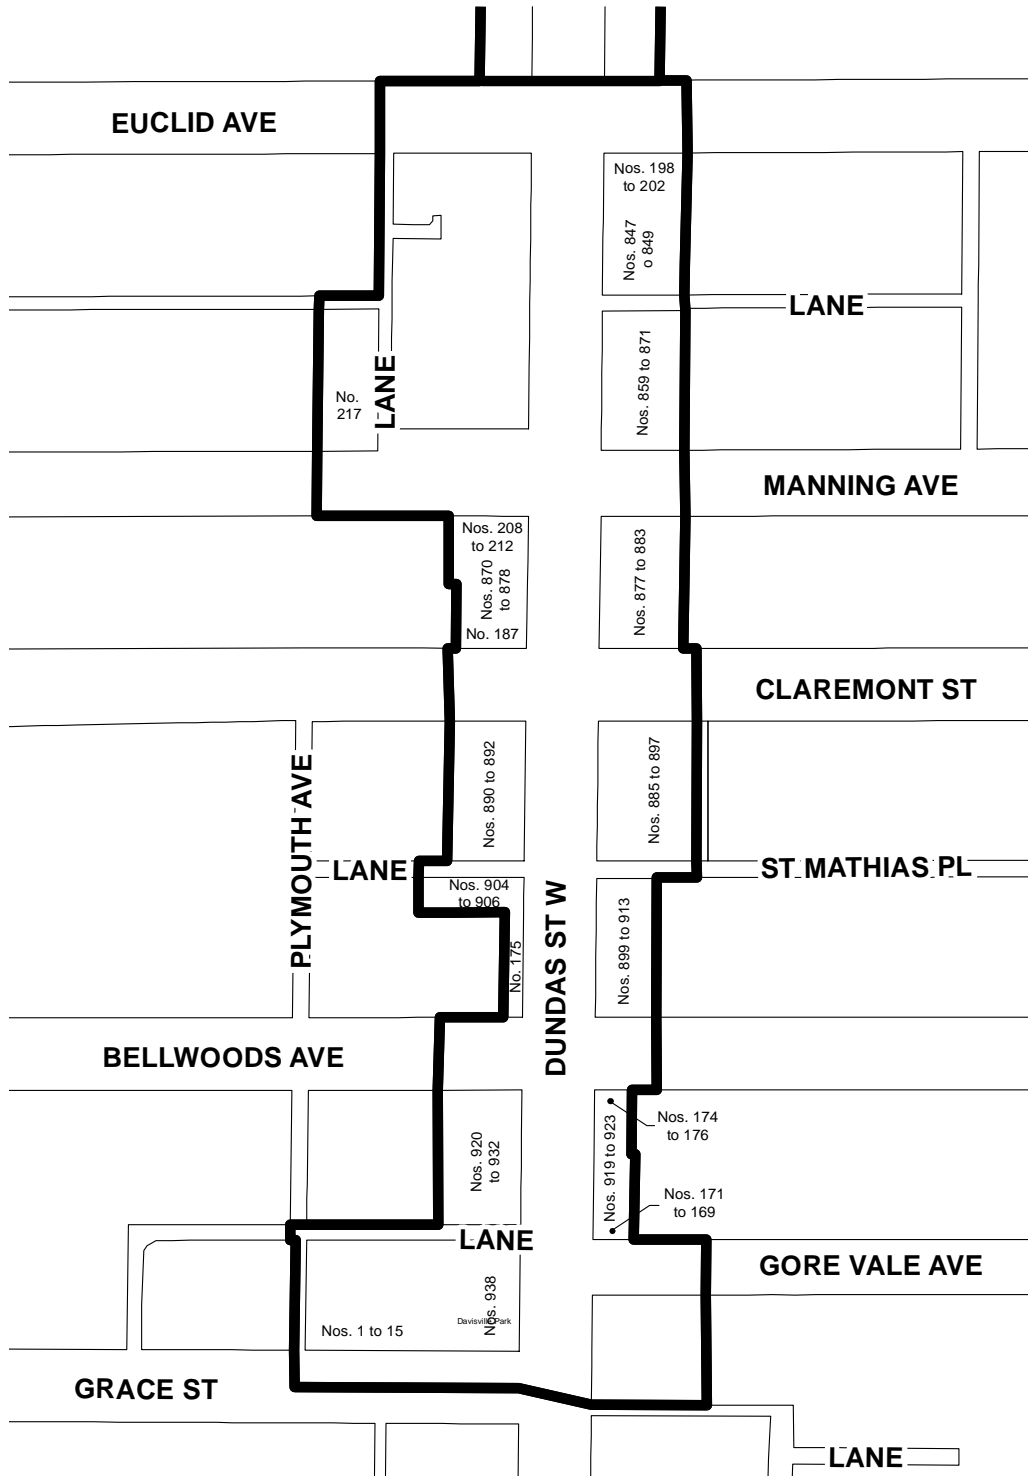 EUCLID AVE
Nos. 198
to 202
Nos. 847
o 849
LANE
LANE
Nos. 859 to 871
No.
217
MANNING AVE
Nos. 208
to 212
Nos. 870
to 878
No. 187
Nos. 877 to 883
CLAREMONT ST
PLYMOUTH AVE
Nos. 890 to 892
Nos. 885 to 897
LANE
ST MATHIAS PL
Nos. 904
to 906
No. 175
DUNDAS ST W
Nos. 899 to 913
BELLWOODS AVE
Nos. 920
to 932
Nos. 919 to 923
Nos. 174
to 176
Nos. 171
to 169
LANE
GORE VALE AVE
Nos. 938
Davisville Park
Nos. 1 to 15
GRACE ST
LANE